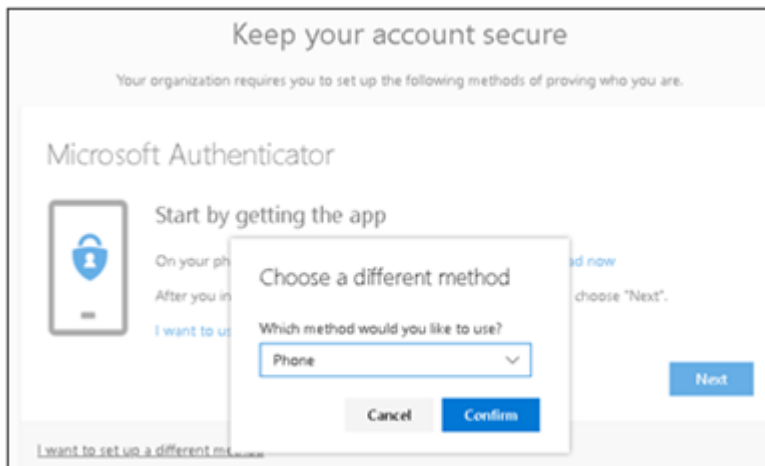 Keep your account secure
Your organization requires you to set up the following methods of proving who you are.
Microsoft Authenticator
Start by getting the app
On your ph
ad now
After you in
choose "Next".
I want to us
Choose a different method
Which method would you like to use?
Phone
Cancel
Confirm
Next
I want to set up a different method